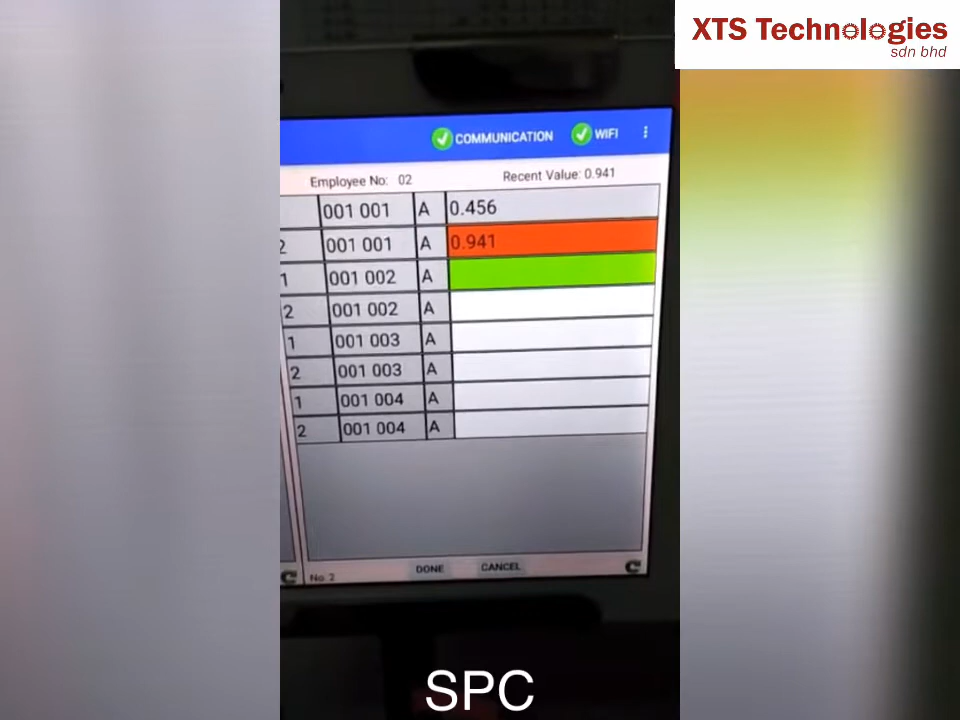 XTS Technologies
sdn bhd
COMMUNICATION WIFI
Employee No: 02 Recent Value: 0.941
001 001 A 0.456
2 001 001 A 0.941
1 001 002 A
2 001 002 A
1 001 003 A
2 001 003 A
1 001 004 A
2 001 004 A
No: 2 DONE CANCEL
SPC